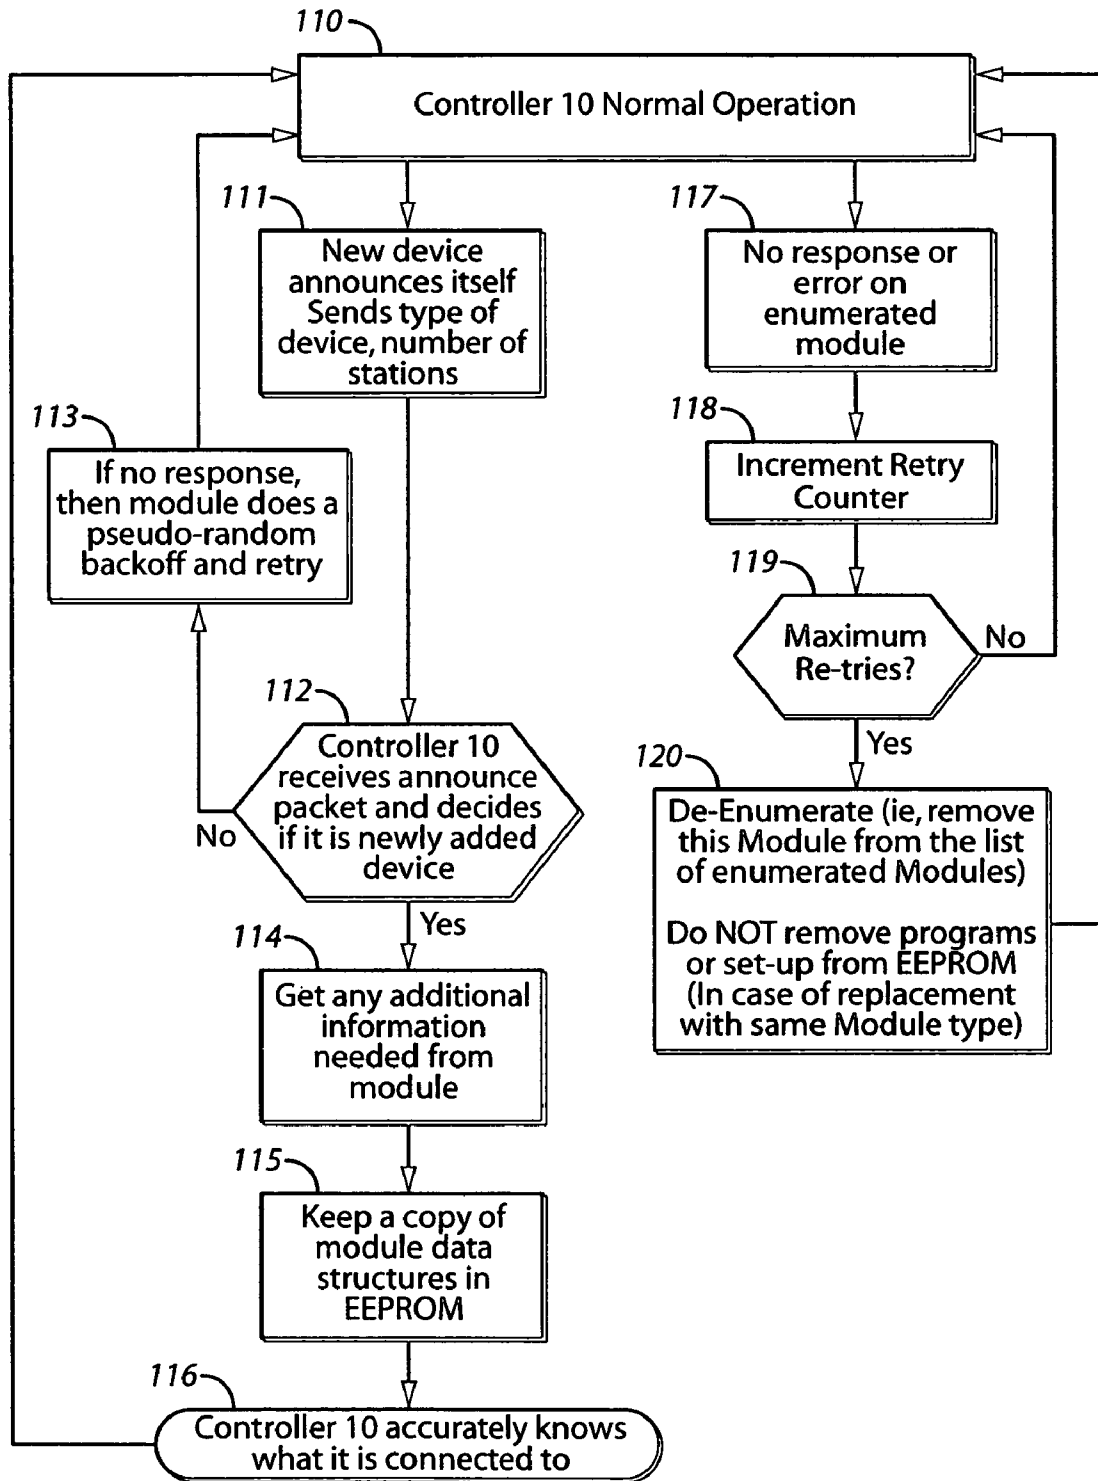 110
Controller 10 Normal Operation
111
New device
announces itself
Sends type of
device, number of
stations
117
No response or
error on
enumerated
module
113
If no response,
then module does a
pseudo-random
backoff and retry
118
Increment Retry
Counter
119
Maximum
Re-tries?
No
Yes
112
Controller 10
receives announce
packet and decides
if it is newly added
device
No
Yes
120
De-Enumerate (ie, remove
this Module from the list
of enumerated Modules)
Do NOT remove programs
or set-up from EEPROM
(In case of replacement
with same Module type)
114
Get any additional
information
needed from
module
115
Keep a copy of
module data
structures in
EEPROM
116
Controller 10 accurately knows
what it is connected to